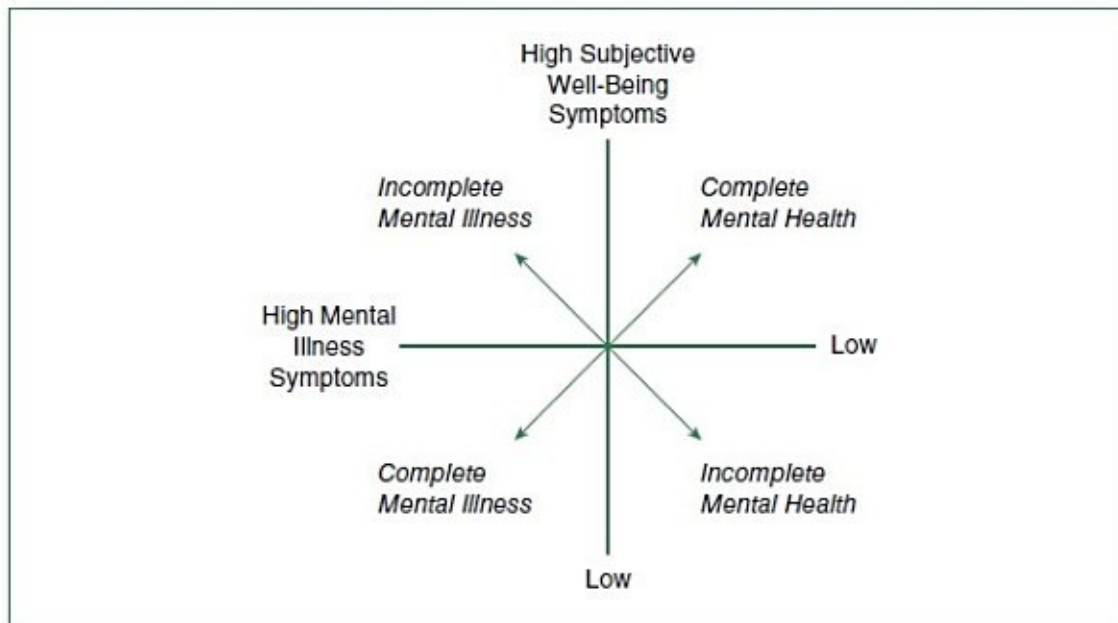 High Subjective
Well-Being
Symptoms
Incomplete
Mental Illness
Complete
Mental Health
High Mental
Illness
Symptoms
Low
Complete
Mental Illness
Incomplete
Mental Health
Low